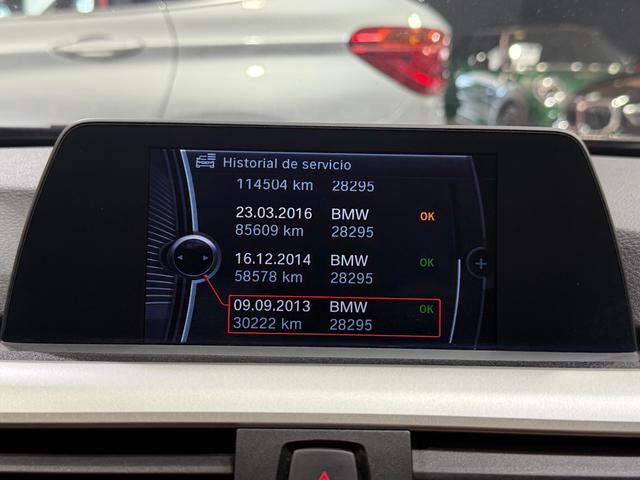 Historial de servicio
114504 km 28295
23.03.2016 BMW OK
85609 km 28295
16.12.2014 BMW OK
58578 km 28295
09.09.2013 BMW OK
30222 km 28295